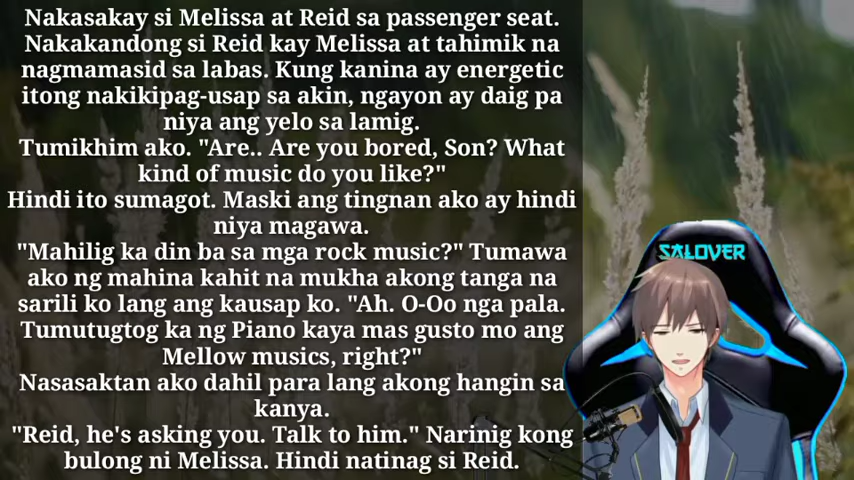 Nakasakay si Melissa at Reid sa passenger seat.
Nakakandong si Reid kay Melissa at tahimik na
nagmamasid sa labas. Kung kanina ay energetic
itong nakikipag-usap sa akin, ngayon ay daig pa
niya ang yelo sa lamig.
Tumikhim ako. "Are.. Are you bored, Son? What
kind of music do you like?"
Hindi ito sumagot. Maski ang tingnan ako ay hindi
niya magawa.
"Mahilig ka din ba sa mga rock music?" Tumawa
ako ng mahina kahit na mukha akong tanga na
sarili ko lang ang kausap ko. "Ah. O-Oo nga pala.
Tumutugtog ka ng Piano kaya mas gusto mo ang
Mellow musics, right?"
Nasasaktan ako dahil para lang akong hangin sa
kanya.
"Reid, he's asking you. Talk to him." Narinig kong
bulong ni Melissa. Hindi natinag si Reid.
SALOVER